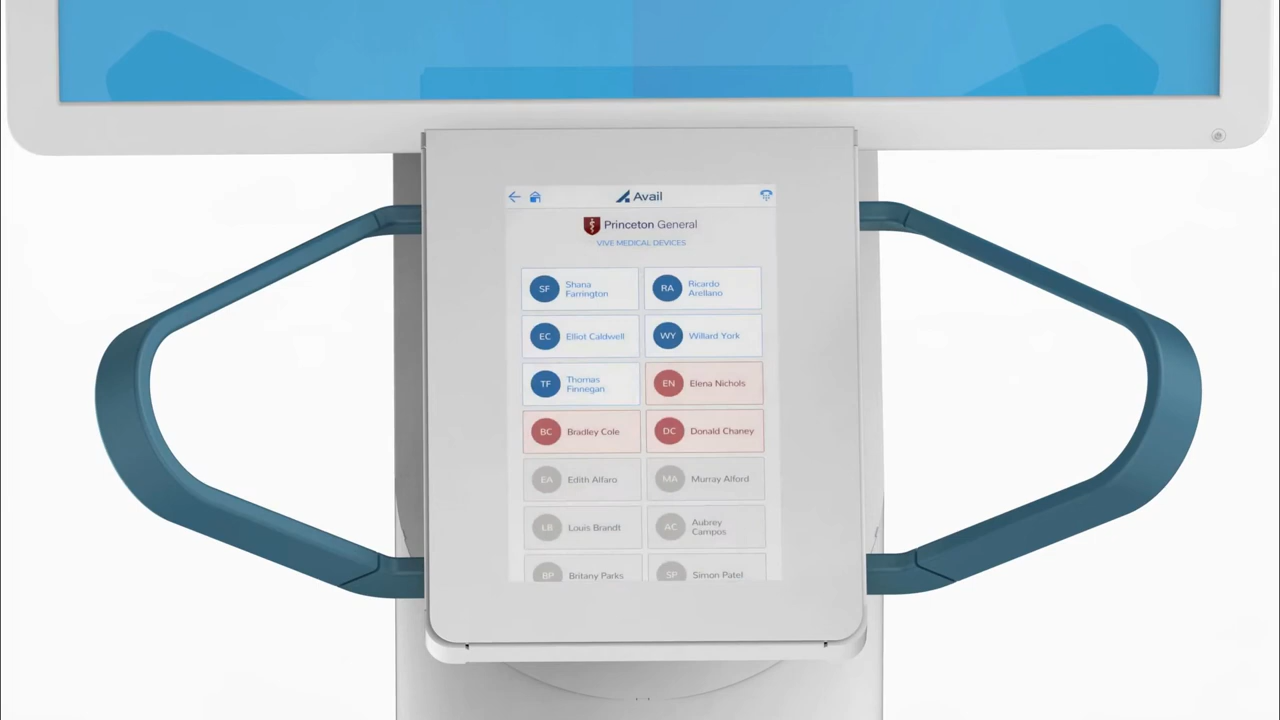 Avail
Princeton General
VIVE MEDICAL DEVICES
SF Shana Farrington
RA Ricardo Arellano
EC Elliot Caldwell
WY Willard York
TF Thomas Finnegan
EN Elena Nichols
BC Bradley Cole
DC Donald Chaney
EA Edith Alfaro
MA Murray Alford
LB Louis Brandt
AC Aubrey Campos
BP Britany Parks
SP Simon Patel